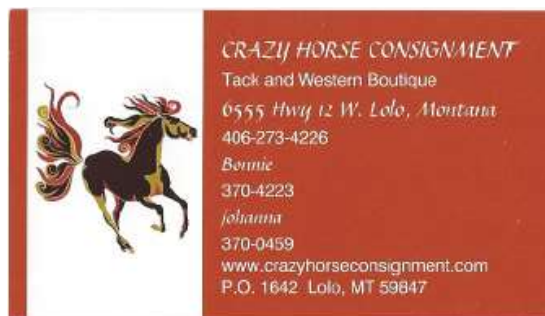 CRAZY HORSE CONSIGNMENT
Tack and Western Boutique
6555 Hwy 12 W. Lolo, Montana
406-273-4226
Bonnie
370-4223
johanna
370-0459
www.crazyhorseconsignment.com
P.O. 1642 Lolo, MT 59847